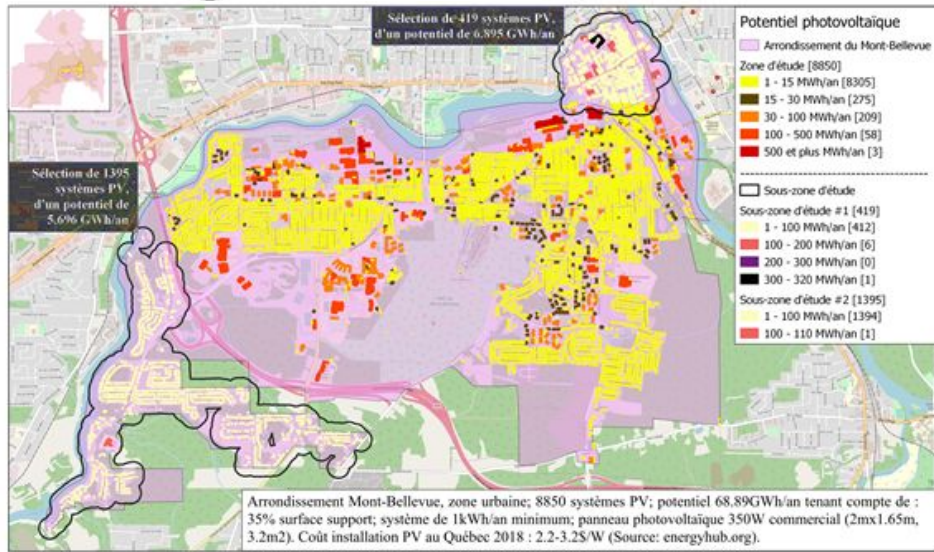 Sélection de 419 systèmes PV,
d'un potentiel de 6.895 GWh/an
Sélection de 1395
systèmes PV,
d'un potentiel de
5.696 GWh/an
Potentiel photovoltaïque
Arrondissement du Mont-Bellevue
Zone d'étude [8850]
1 - 15 MWh/an [8305]
15 - 30 MWh/an [275]
30 - 100 MWh/an [209]
100 - 500 MWh/an [58]
500 et plus MWh/an [3]
Sous-zone d'étude
Sous-zone d'étude #1 [419]
1 - 100 MWh/an [412]
100 - 200 MWh/an [6]
200 - 300 MWh/an [0]
300 - 320 MWh/an [1]
Sous-zone d'étude #2 [1395]
1 - 100 MWh/an [1394]
100 - 110 MWh/an [1]
Arrondissement Mont-Bellevue, zone urbaine; 8850 systèmes PV; potentiel 68.89GWh/an tenant compte de :
35% surface support; système de 1kWh/an minimum; panneau photovoltaïque 350W commercial (2mx1.65m,
3.2m2). Coût installation PV au Québec 2018 : 2.2-3.2$/W (Source: energyhub.org).